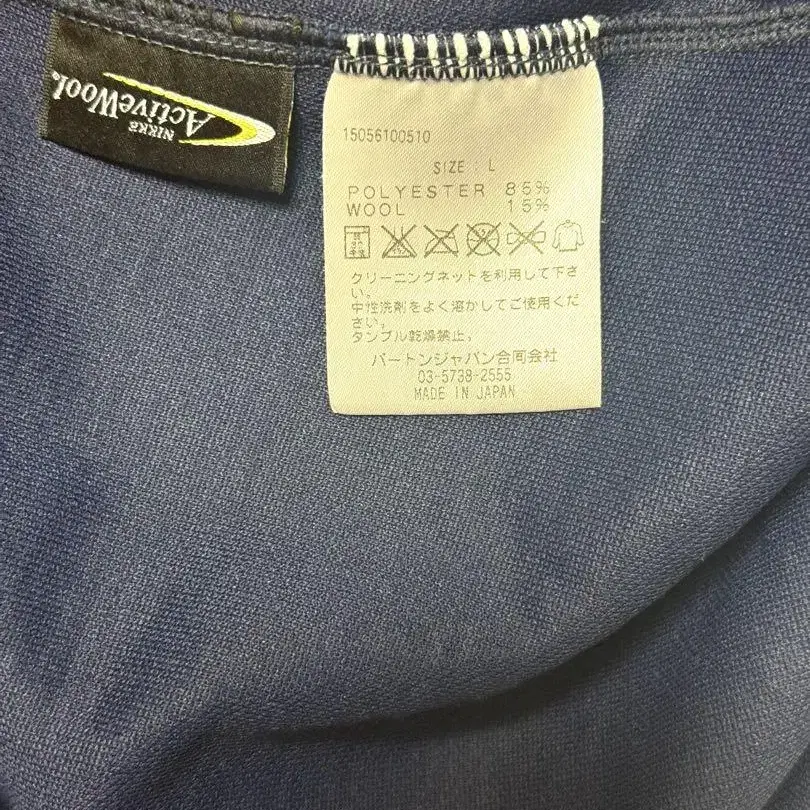 NIKKE
ActiveWool.
15056100510
SIZE : L
POLYESTER 85%
WOOL 15%
クリーニングネットを利用して下さ
い。
中性洗剤をよく溶かしてご使用くだ
さい。
タンブル乾燥禁止。
バートンジャパン合同会社
03-5738-2555
MADE IN JAPAN